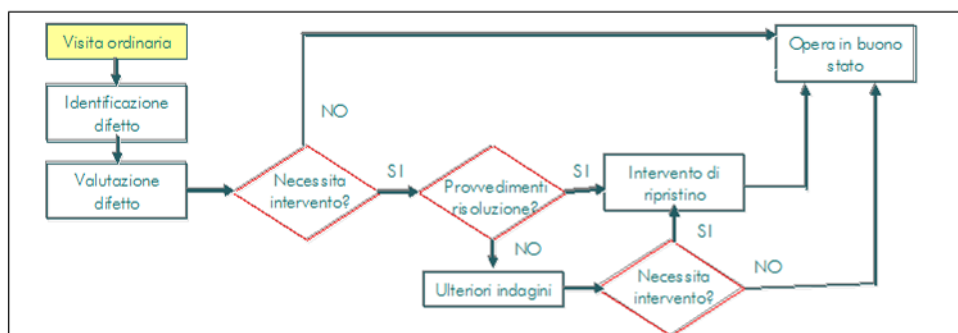 Visita ordinaria
Identificazione
difetto
Valutazione
difetto
NO
Necessita
intervento?
SI
Provvedimenti
risoluzione?
SI
Intervento di
ripristino
Opera in buono
stato
NO
Ulteriori indagini
SI
Necessita
intervento?
NO